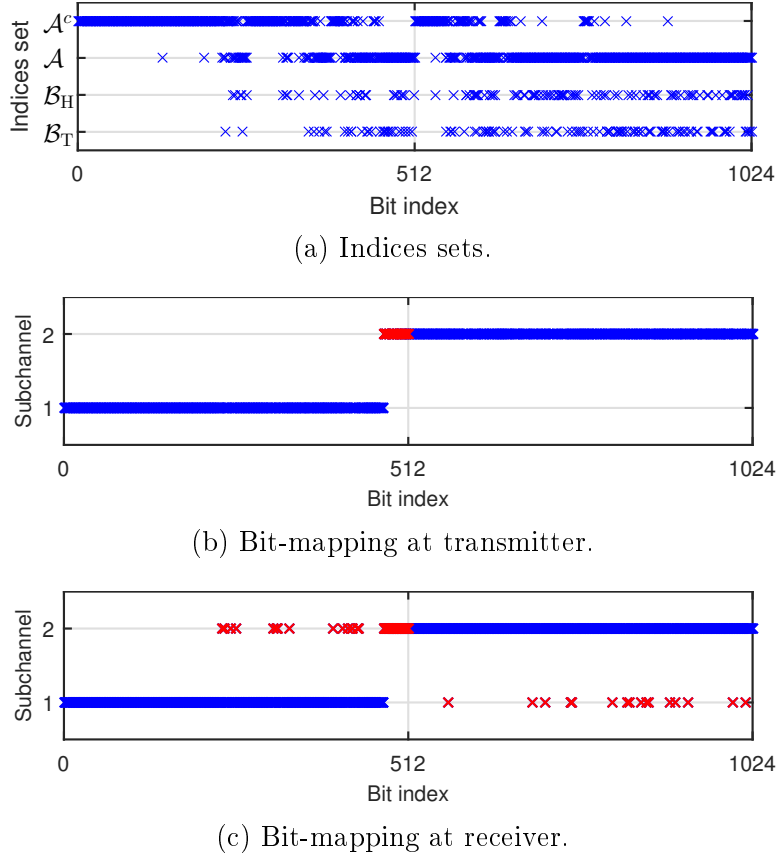 Indices set
𝒜ᶜ
𝒜
ℬ_H
ℬ_T
0 512 1024
Bit index
(a) Indices sets.
Subchannel
2
1
0 512 1024
Bit index
(b) Bit-mapping at transmitter.
Subchannel
2
1
0 512 1024
Bit index
(c) Bit-mapping at receiver.